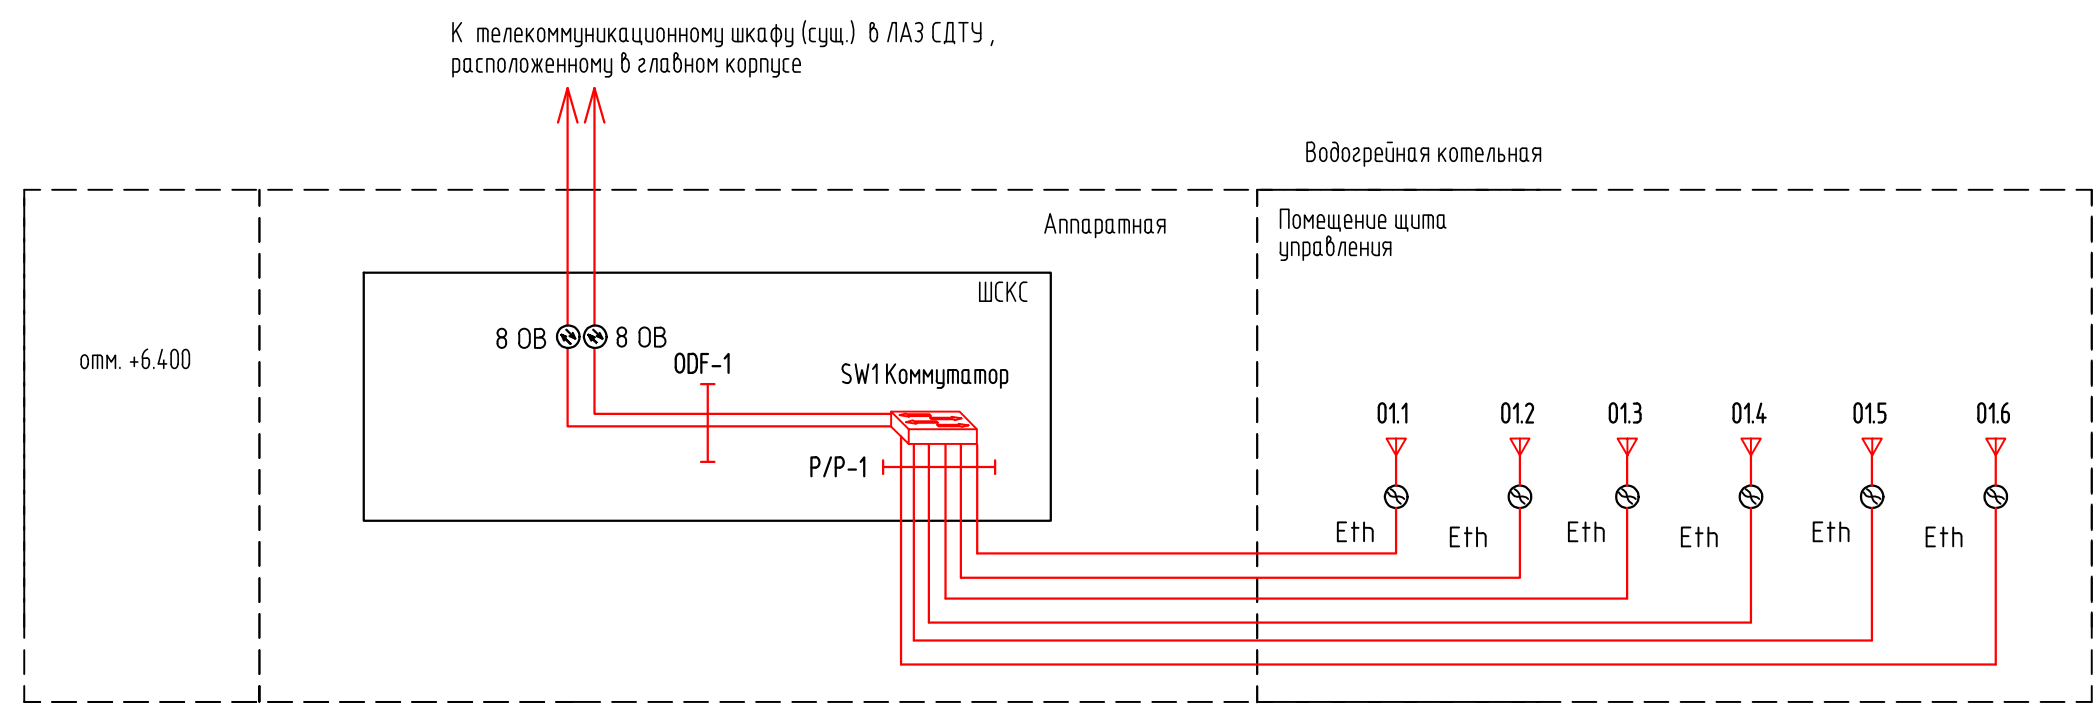 К телекоммуникационному шкафу (сущ.) в ЛАЗ СДТУ,
расположенному в главном корпусе
Водогрейная котельная
Аппаратная
Помещение щита
управления
ШСКС
8 ОВ
8 ОВ
отм. +6.400
ODF-1
SW1 Коммутатор
P/P-1
01.1
01.2
01.3
01.4
01.5
01.6
Eth
Eth
Eth
Eth
Eth
Eth